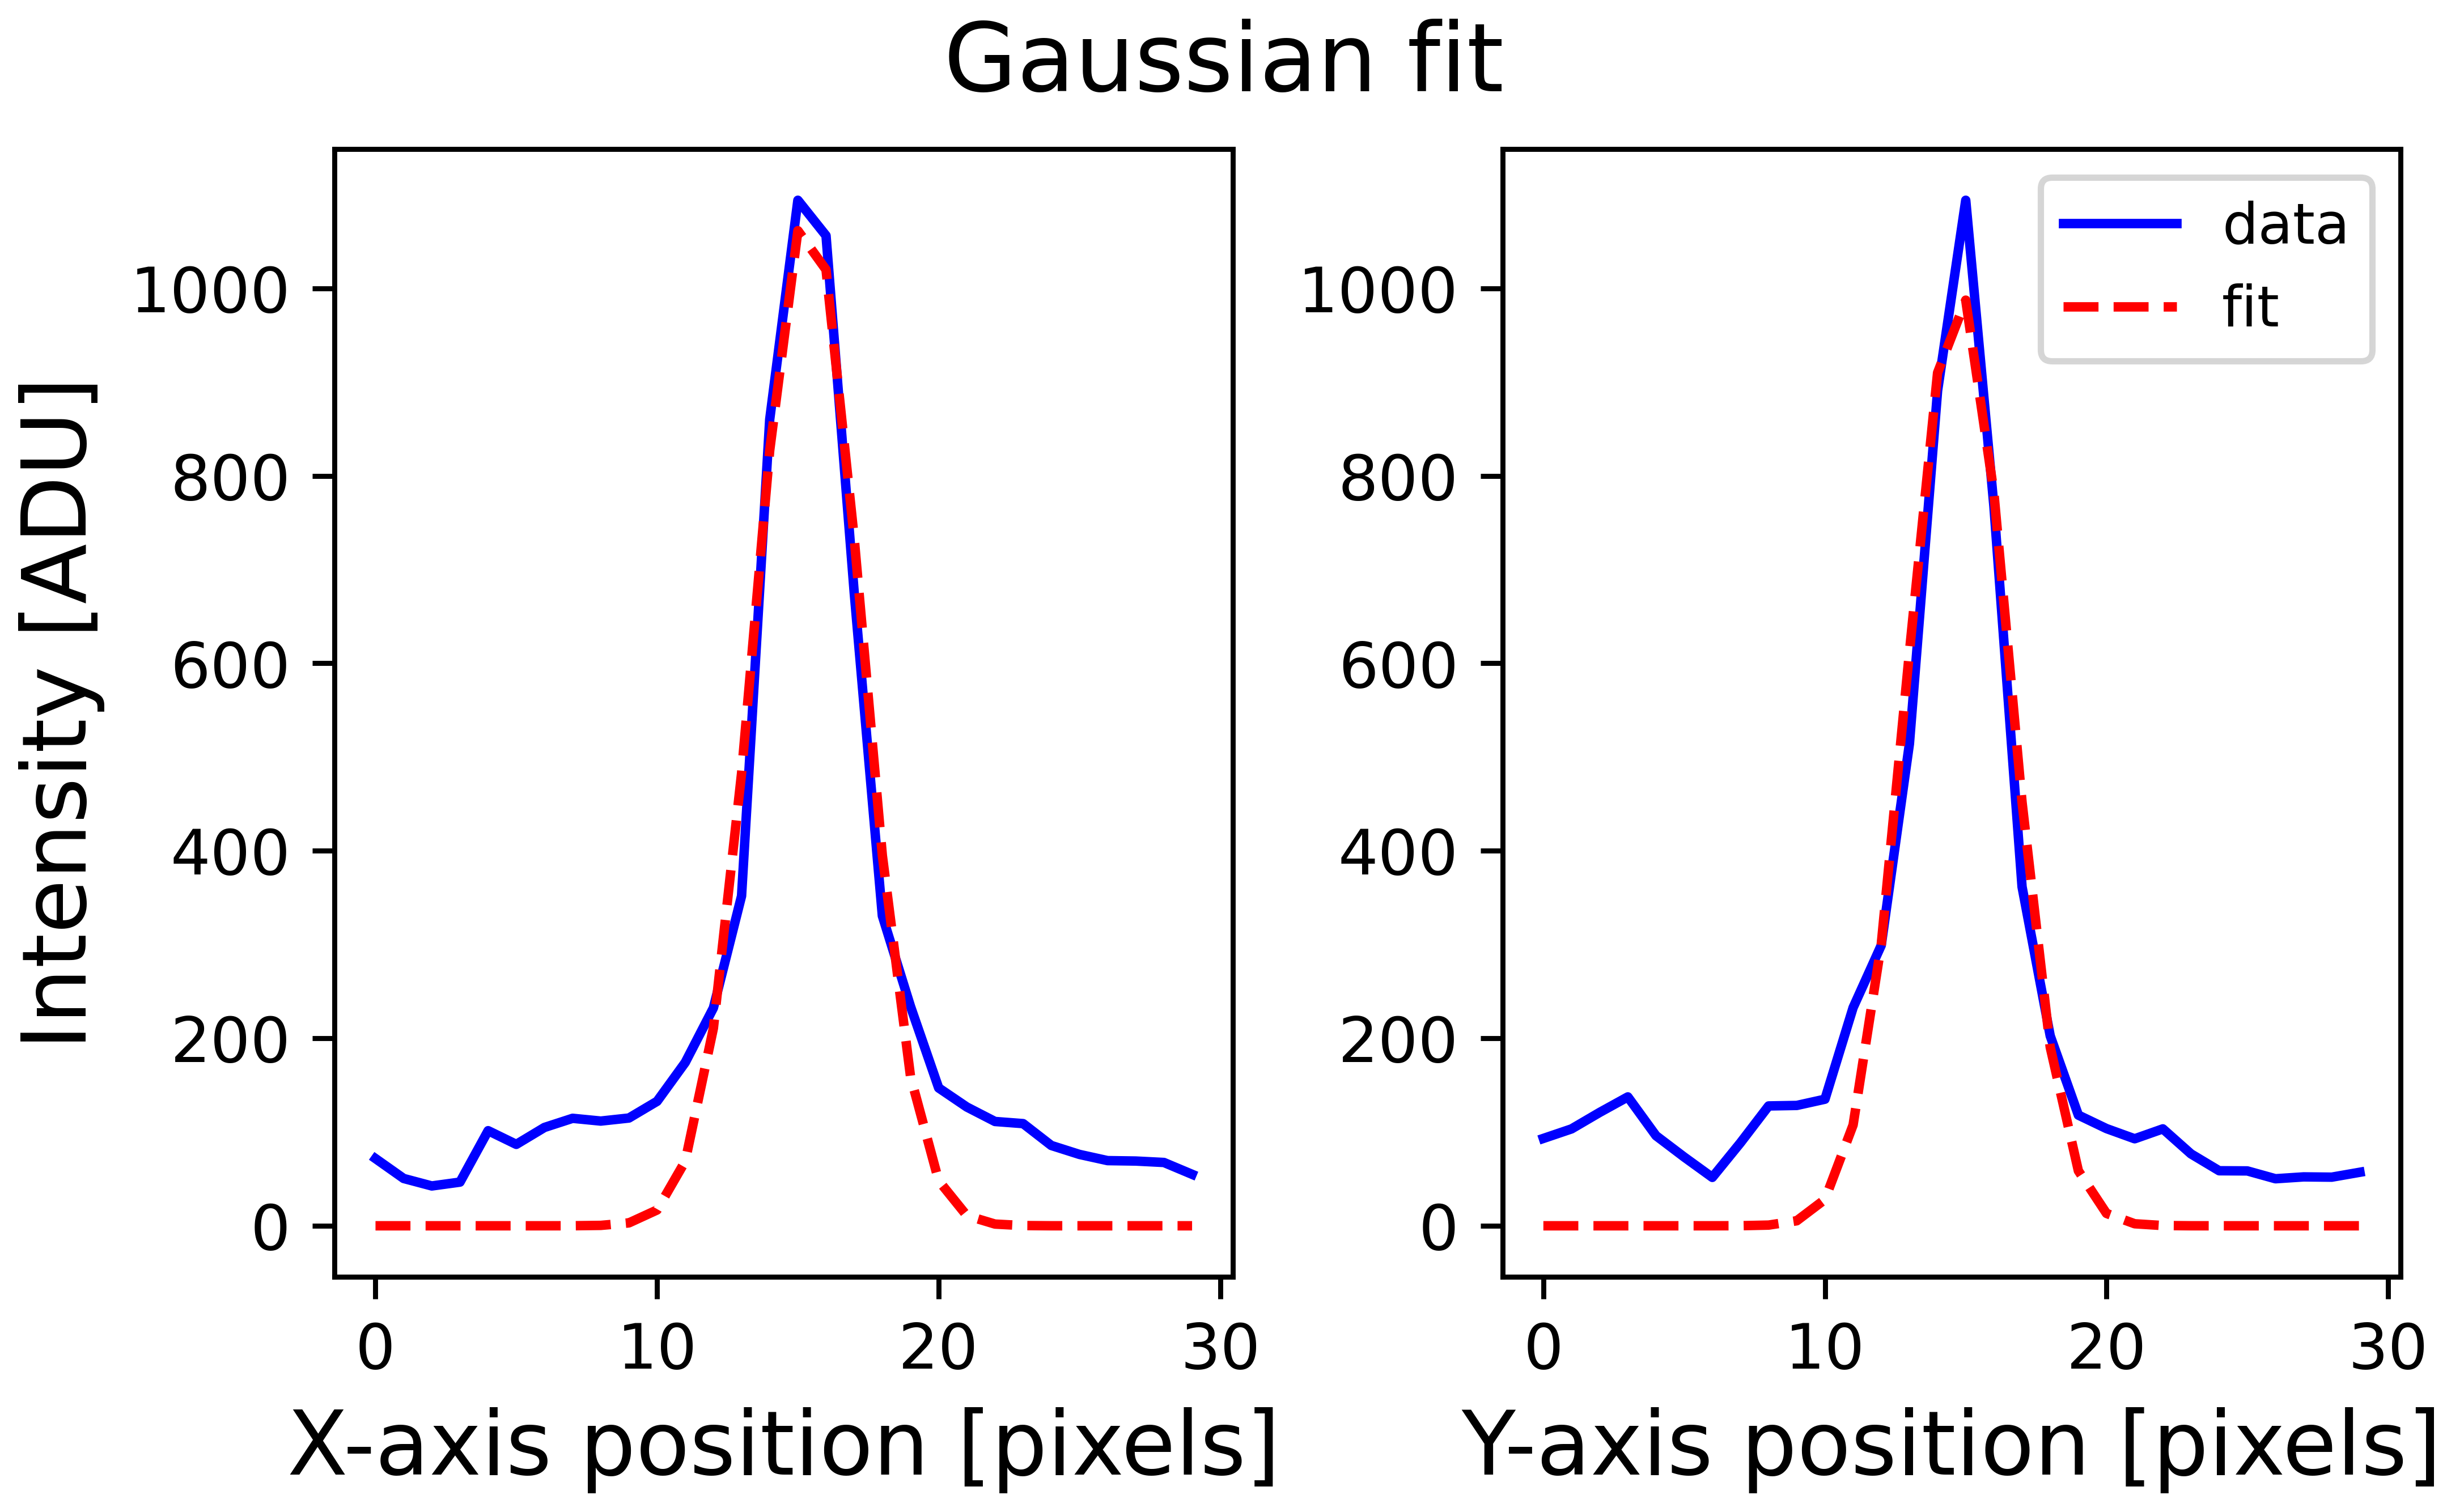 Gaussian fit
Intensity [ADU]
1000
800
600
400
200
0
0 10 20 30
X-axis position [pixels]
1000
800
600
400
200
0
0 10 20 30
Y-axis position [pixels]
data
fit